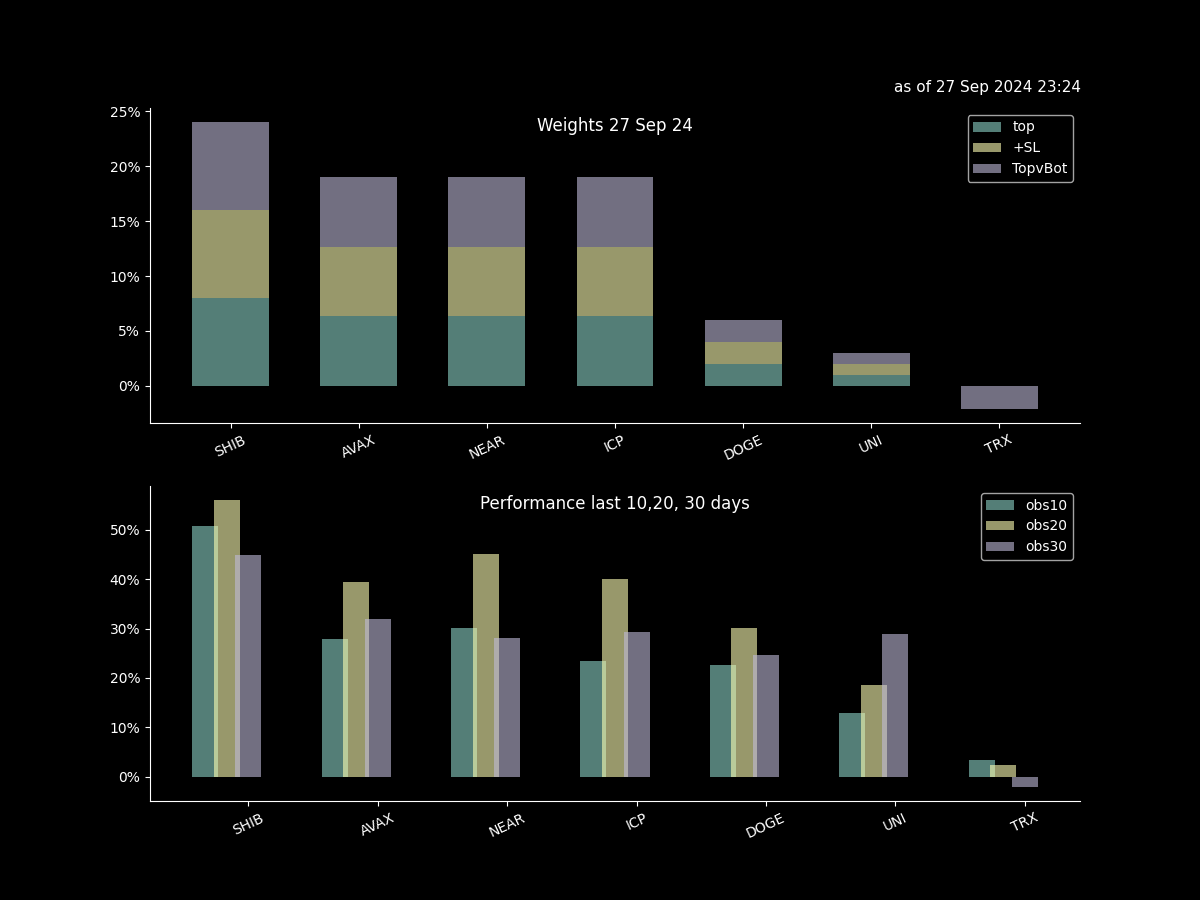 as of 27 Sep 2024 23:24
Weights 27 Sep 24
25%
20%
15%
10%
5%
0%
top
+SL
TopvBot
SHIB AVAX NEAR ICP DOGE UNI TRX
Performance last 10,20, 30 days
50%
40%
30%
20%
10%
0%
obs10
obs20
obs30
SHIB AVAX NEAR ICP DOGE UNI TRX